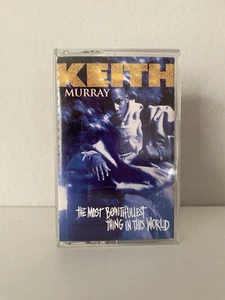 KEITH
MURRAY
THE MOST BEAUTIFULLEST
THING IN THIS WORLD